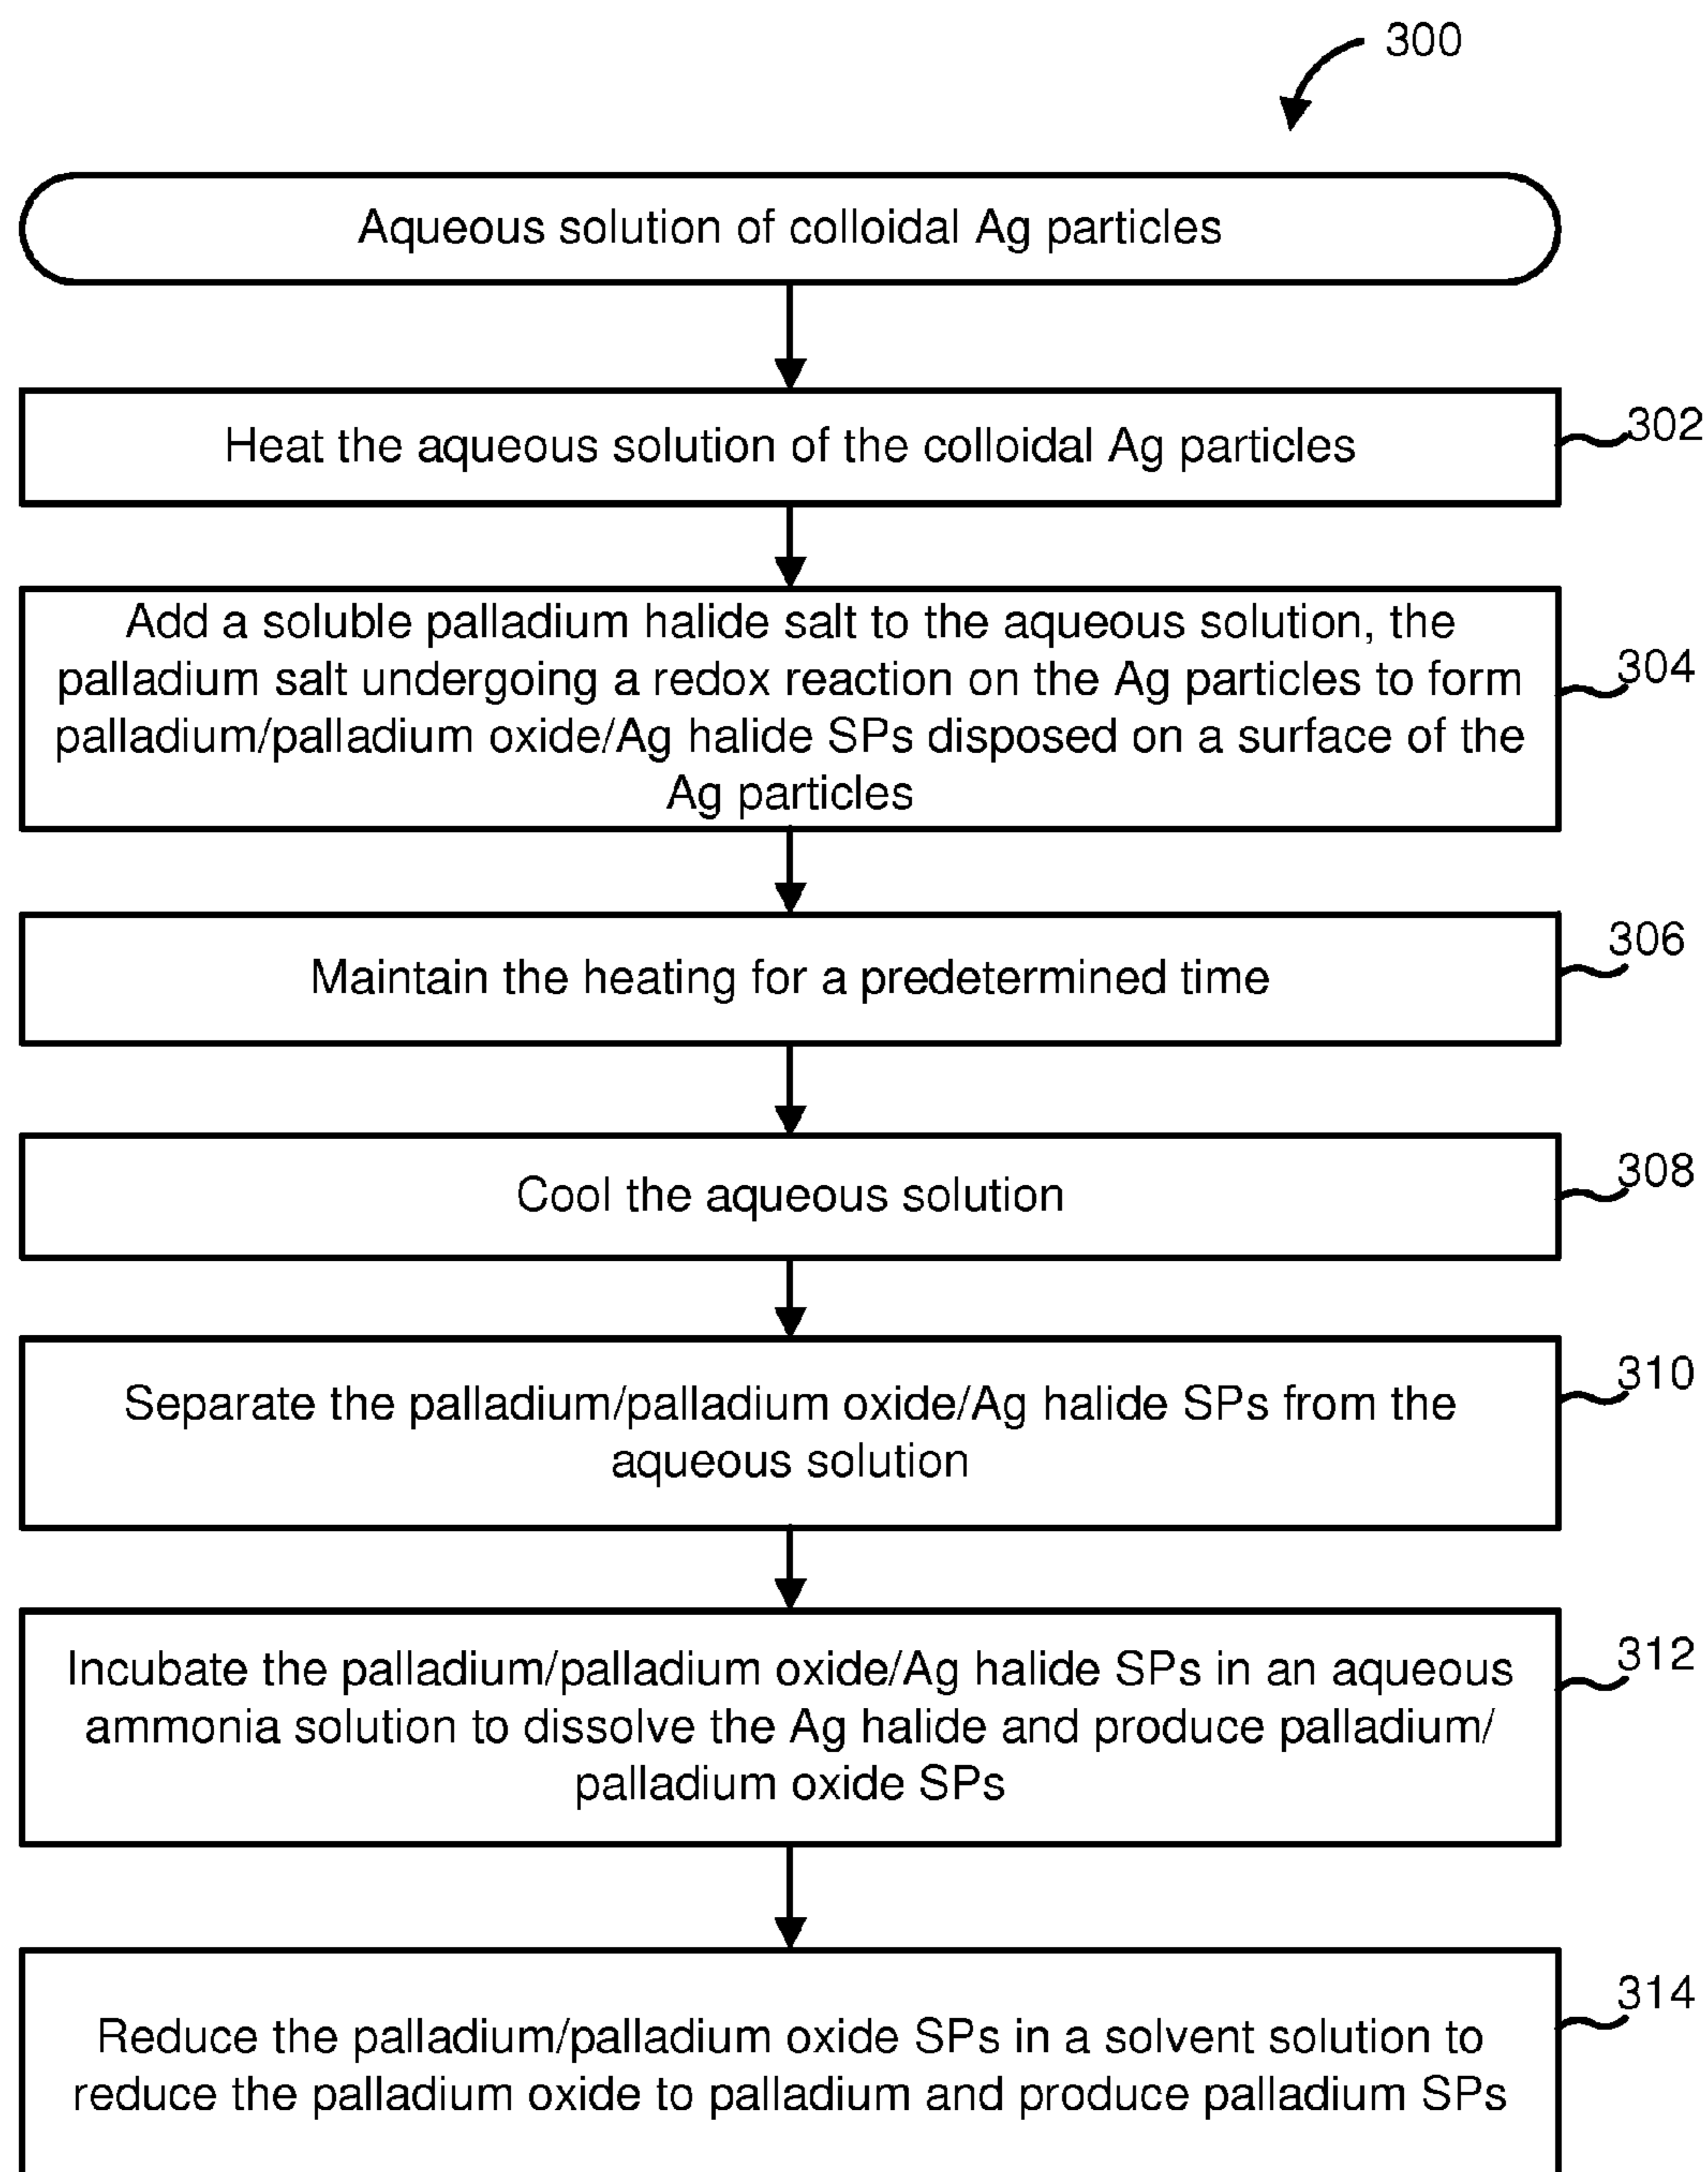 300
Aqueous solution of colloidal Ag particles
Heat the aqueous solution of the colloidal Ag particles
302
Add a soluble palladium halide salt to the aqueous solution, the
palladium salt undergoing a redox reaction on the Ag particles to form
palladium/palladium oxide/Ag halide SPs disposed on a surface of the
Ag particles
304
Maintain the heating for a predetermined time
306
Cool the aqueous solution
308
Separate the palladium/palladium oxide/Ag halide SPs from the
aqueous solution
310
Incubate the palladium/palladium oxide/Ag halide SPs in an aqueous
ammonia solution to dissolve the Ag halide and produce palladium/
palladium oxide SPs
312
Reduce the palladium/palladium oxide SPs in a solvent solution to
reduce the palladium oxide to palladium and produce palladium SPs
314